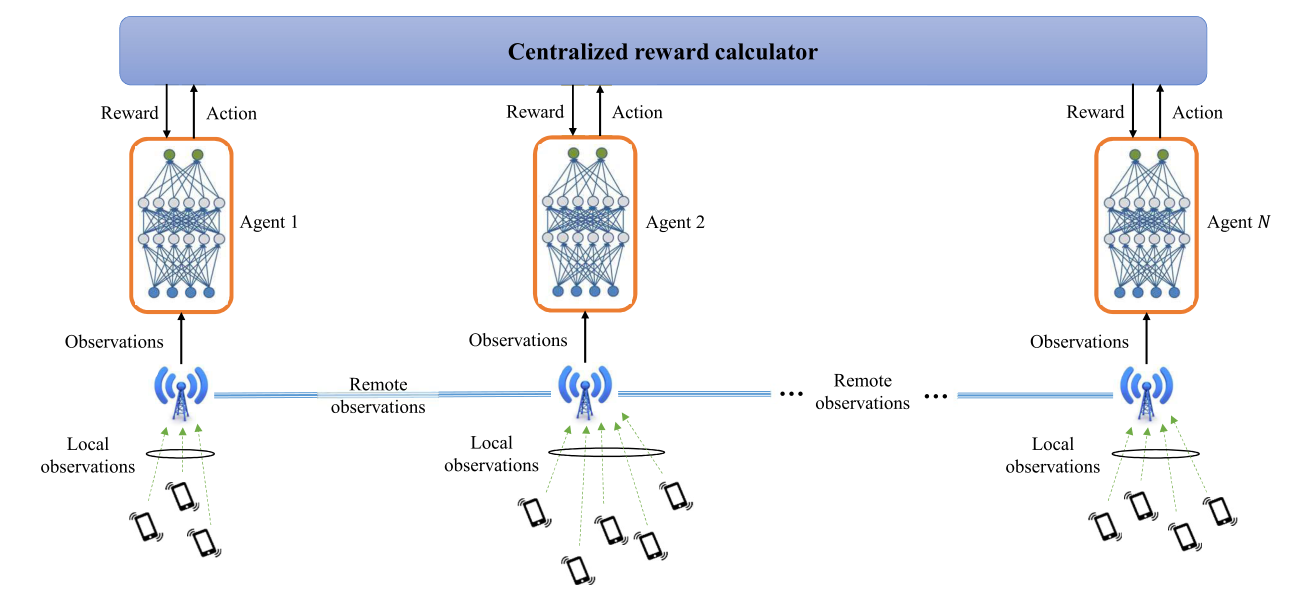 Centralized reward calculator
Reward
Action
Reward
Action
Reward
Action
Agent 1
Agent 2
Agent N
Observations
Observations
Observations
Remote
observations
...
Remote
observations
...
Local
observations
Local
observations
Local
observations